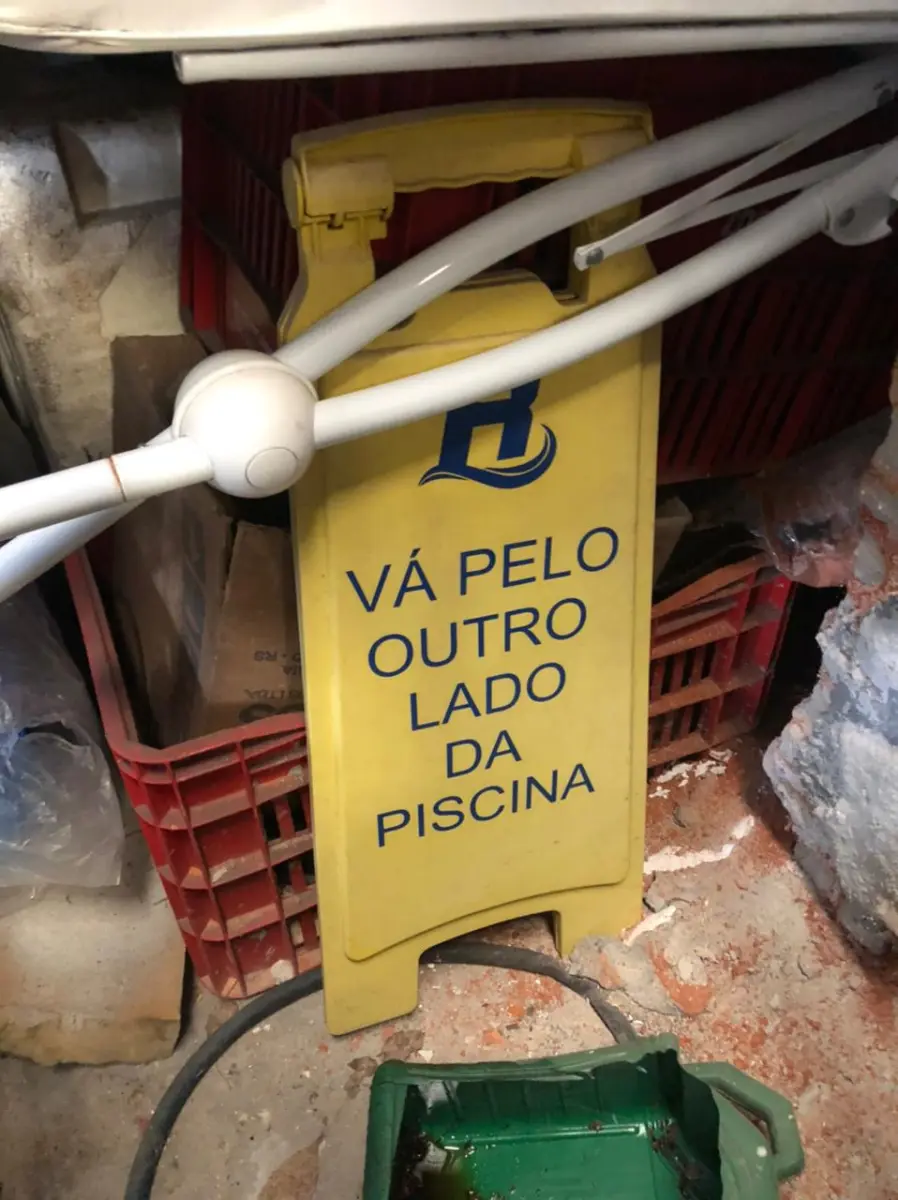 R
VÁ PELO
OUTRO
LADO
DA
PISCINA